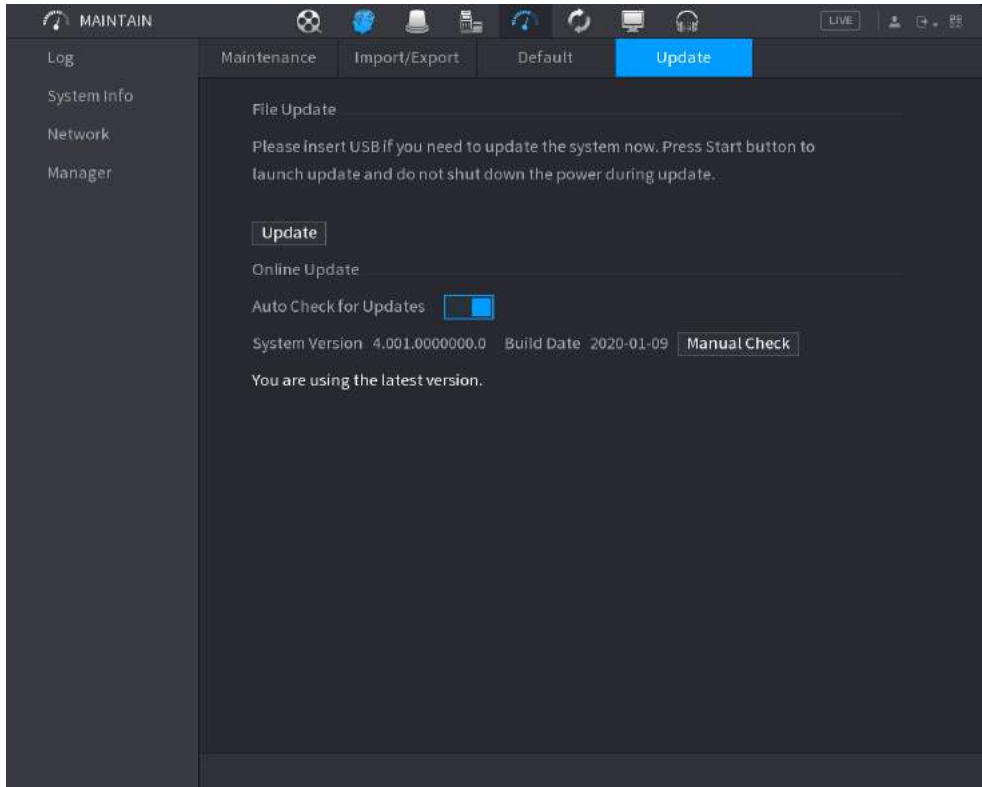 MAINTAIN
LIVE
Log
System Info
Network
Manager
Maintenance Import/Export Default Update
File Update
Please insert USB if you need to update the system now. Press Start button to
launch update and do not shut down the power during update.
Update
Online Update
Auto Check for Updates
System Version 4.001.0000000.0 Build Date 2020-01-09 Manual Check
You are using the latest version.